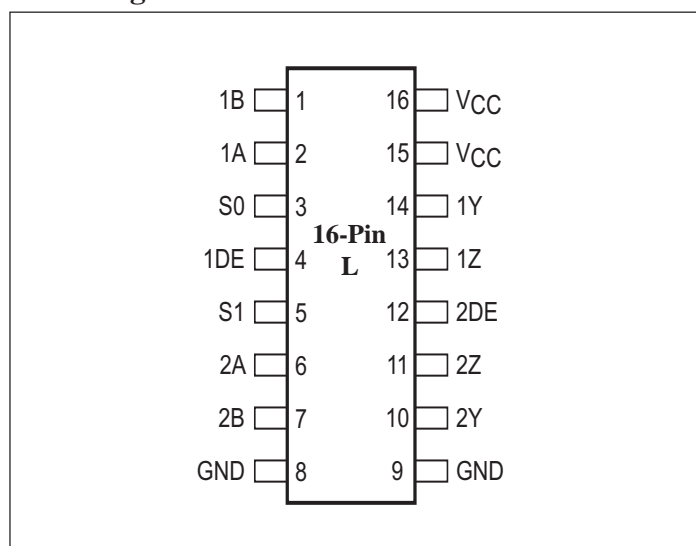 1B 1 16 VCC
1A 2 15 VCC
S0 3 14 1Y
16-Pin
1DE 4 L 13 1Z
S1 5 12 2DE
2A 6 11 2Z
2B 7 10 2Y
GND 8 9 GND